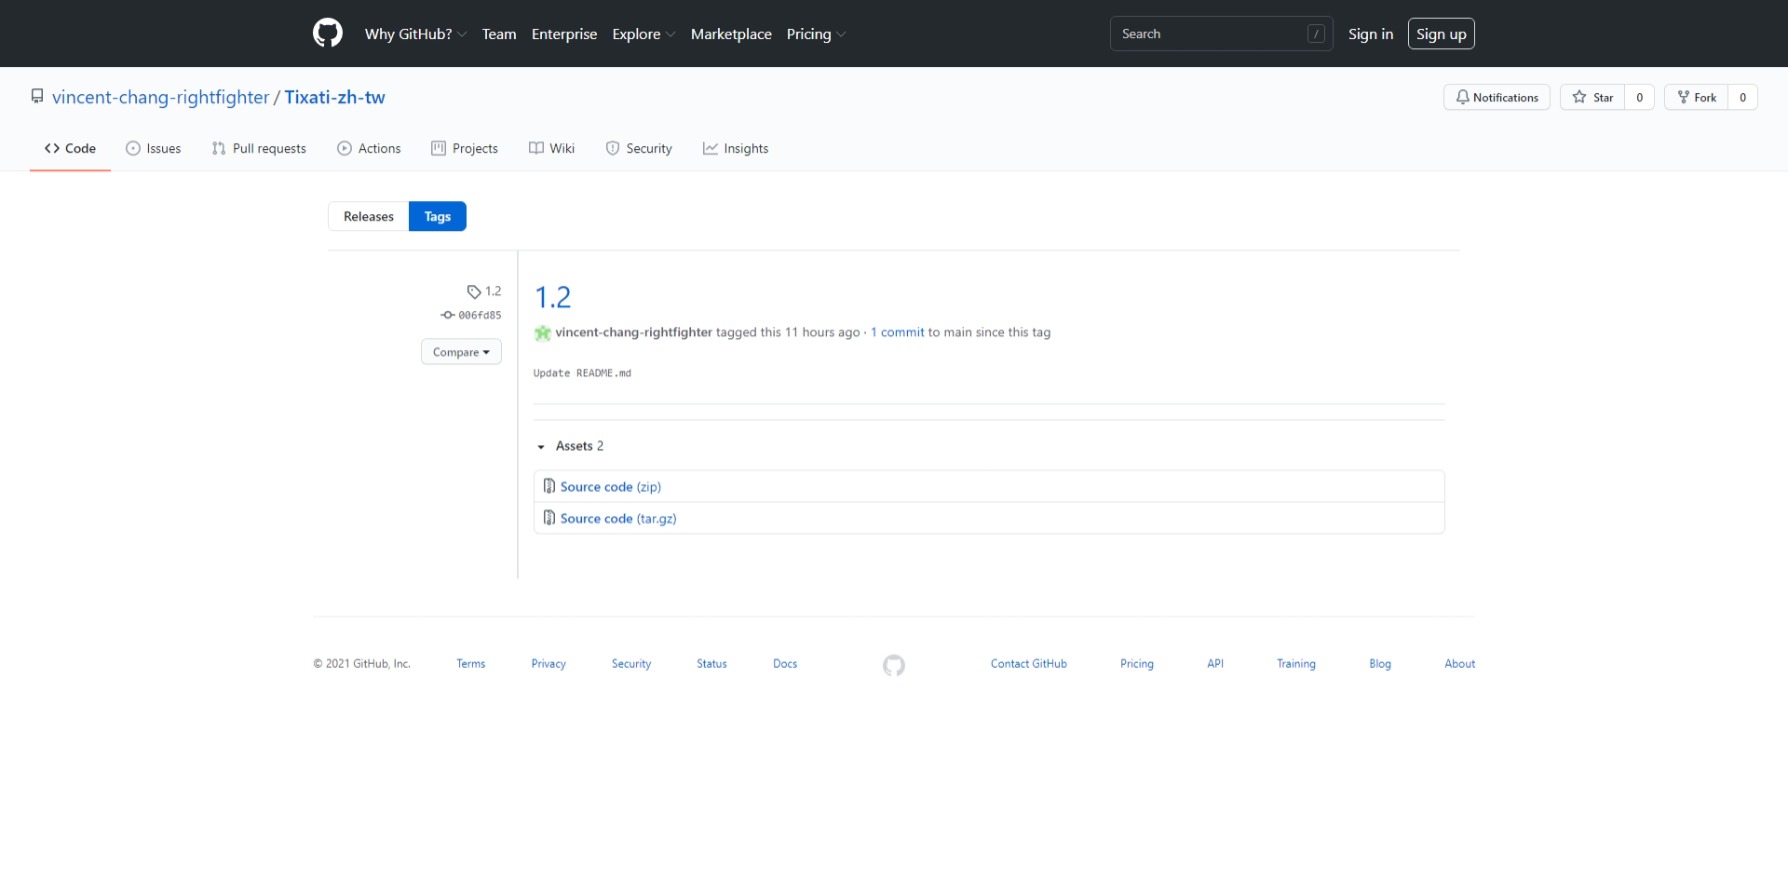 Why GitHub? Team Enterprise Explore Marketplace Pricing Search / Sign in Sign up
vincent-chang-rightfighter / Tixati-zh-tw Notifications Star 0 Fork 0
Code Issues Pull requests Actions Projects Wiki Security Insights
Releases Tags
1.2
006fd85
Compare
1.2
vincent-chang-rightfighter tagged this 11 hours ago · 1 commit to main since this tag
Update README.md
Assets 2
Source code (zip)
Source code (tar.gz)
© 2021 GitHub, Inc. Terms Privacy Security Status Docs Contact GitHub Pricing API Training Blog About